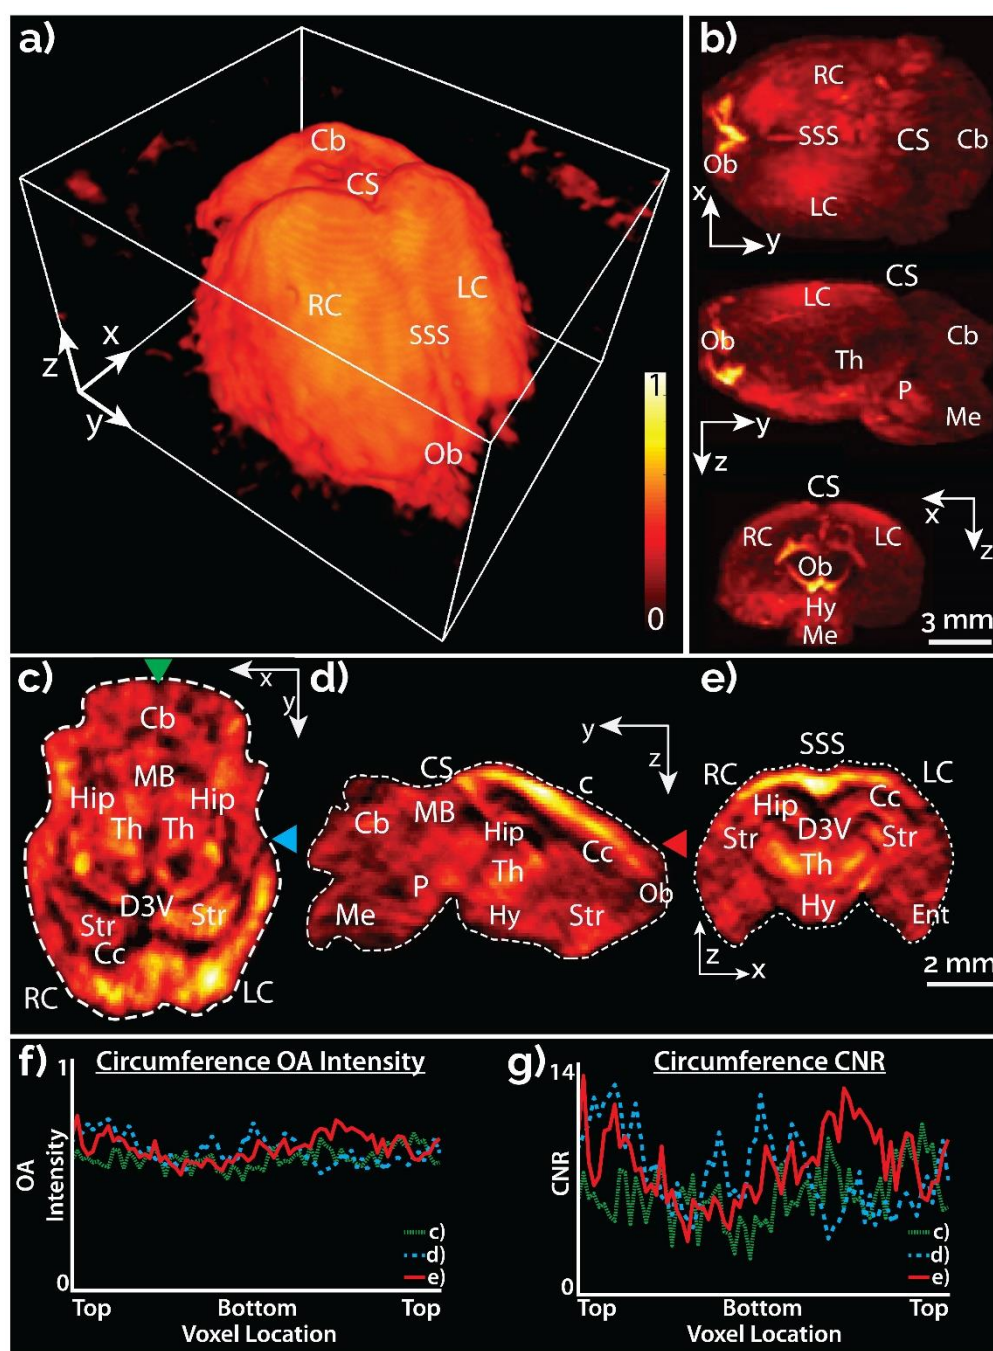 a)
Cb
CS
RC
LC
SSS
Ob
x
z
y
1
0
b)
RC
SSS
CS
Cb
Ob
LC
x
y
CS
LC
Ob
Cb
Th
P
Me
y
z
CS
x
z
RC
LC
Ob
Hy
Me
3 mm
c)
x
y
Cb
MB
Hip
Hip
Th
Th
D3V
Str
Str
Cc
RC
LC
d)
y
z
CS
C
MB
Cb
Hip
Cc
Th
P
Ob
Me
Hy
Str
e)
SSS
RC
LC
Hip
Cc
Str
D3V
Str
Th
Hy
Ent
z
x
2 mm
f)
Circumference OA Intensity
1
OA
Intensity
0
c)
d)
e)
Top
Bottom
Top
Voxel Location
g)
Circumference CNR
14
CNR
0
c)
d)
e)
Top
Bottom
Top
Voxel Location